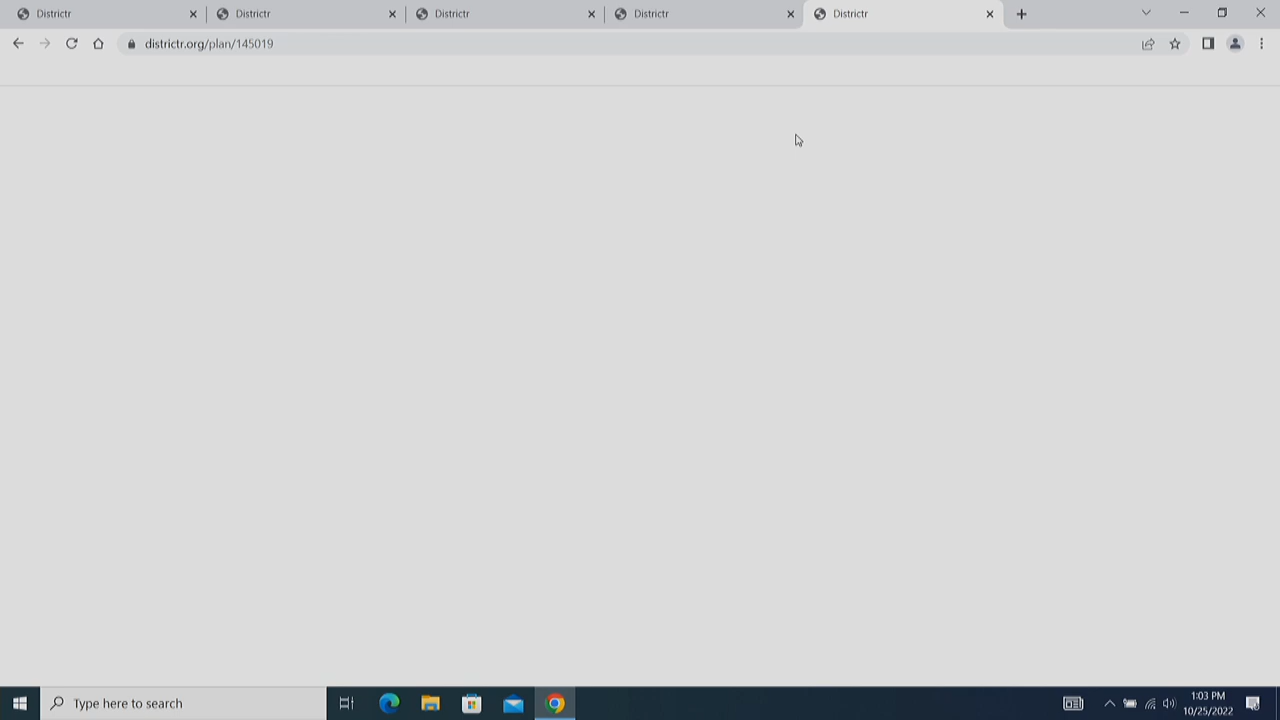 Districtr
Districtr
Districtr
Districtr
Districtr
districtr.org/plan/145019
Type here to search
1:03 PM
10/25/2022